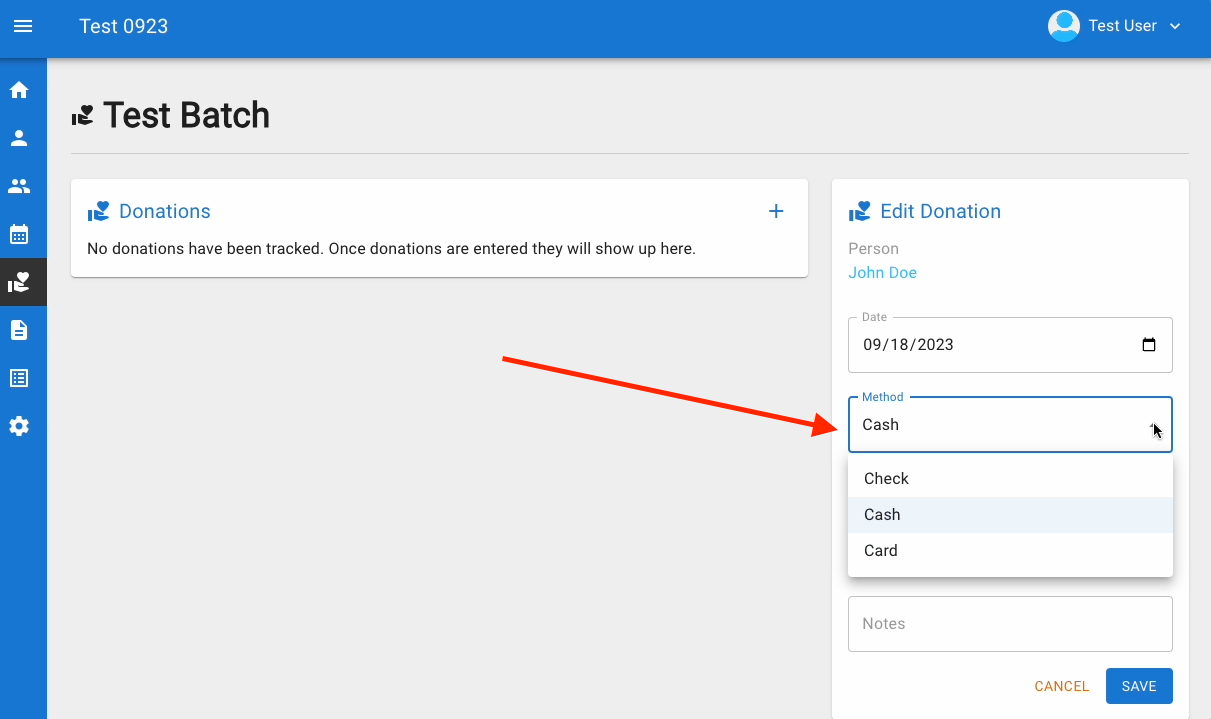 Test 0923
Test User
Test Batch
Donations
No donations have been tracked. Once donations are entered they will show up here.
Edit Donation
Person
John Doe
Date
09/18/2023
Method
Cash
Check
Cash
Card
Notes
CANCEL
SAVE